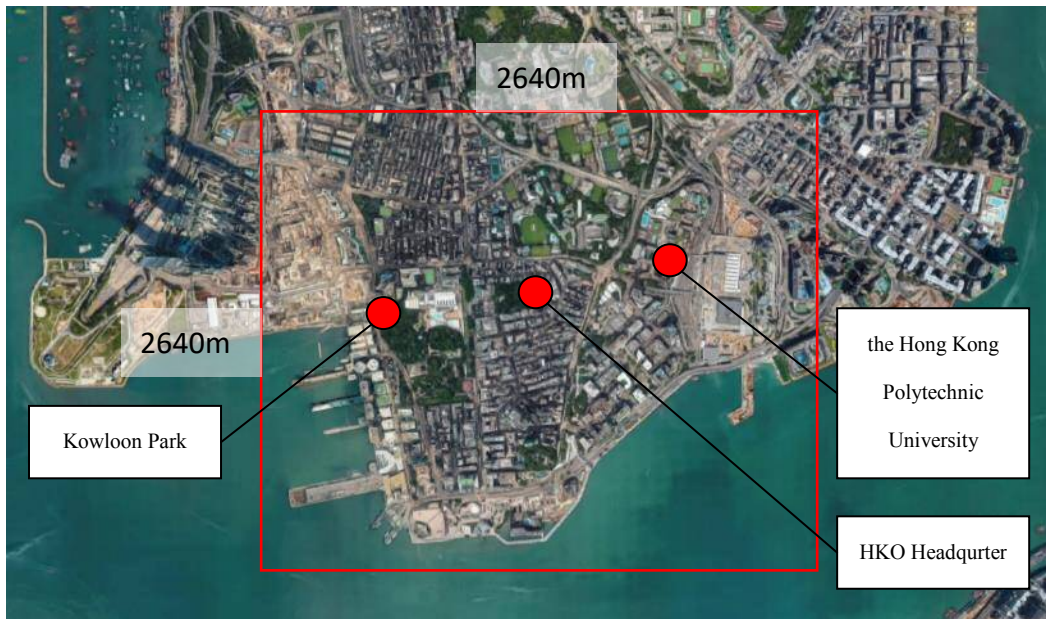 2640m
2640m
the Hong Kong
Polytechnic
University
Kowloon Park
HKO Headqurter